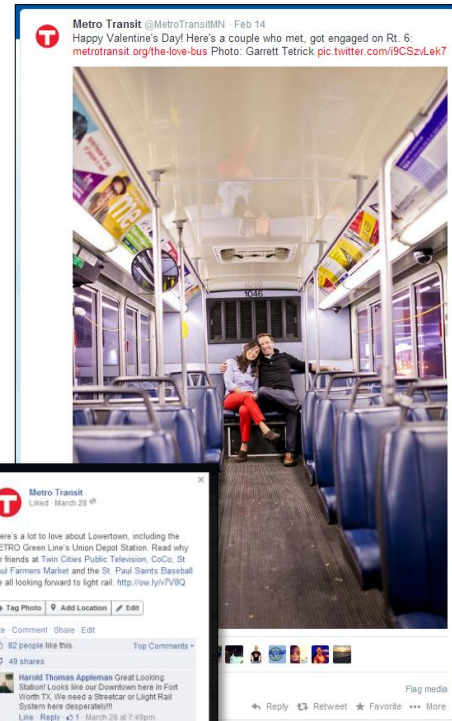 Metro Transit @MetroTransitMN · Feb 14
Happy Valentine's Day! Here's a couple who met, got engaged on Rt. 6:
metrotransit.org/the-love-bus Photo: Garrett Tetrick pic.twitter.com/i9CSzvLek7
1046
me
Flag media
Reply Retweet Favorite More
Metro Transit
Liked · March 28
ere's a lot to love about Lowertown, including the
ETRO Green Line's Union Depot Station. Read why
r friends at Twin Cities Public Television, CoCo, St
ul Farmers Market and the St. Paul Saints Baseball
e all looking forward to light rail: http://ow.ly/v7V8Q
Tag Photo Add Location Edit
Comment · Share · Edit
82 people like this. Top Comments
49 shares
Harold Thomas Appleman Great Looking
Station! Looks like our Downtown here in Fort
Worth TX. We need a Streetcar or Liight Rail
System here desperately!!!
Like · Reply · 1 · March 28 at 7:49pm